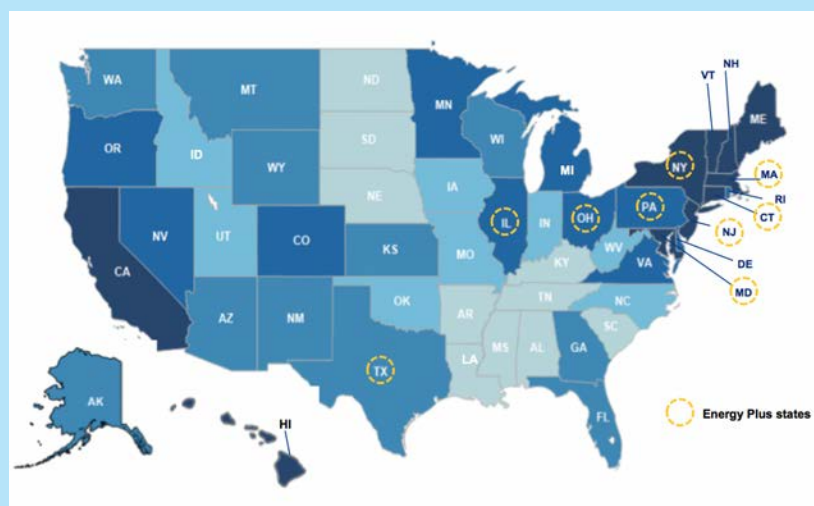 WA
MT
ND
MN
VT
NH
ME
OR
ID
SD
WI
MI
NY
MA
WY
NE
IA
IL
IN
OH
PA
RI
CT
NJ
NV
UT
CO
KS
MO
KY
WV
VA
DE
MD
CA
AZ
NM
OK
AR
TN
NC
SC
TX
LA
MS
AL
GA
FL
AK
HI
Energy Plus states